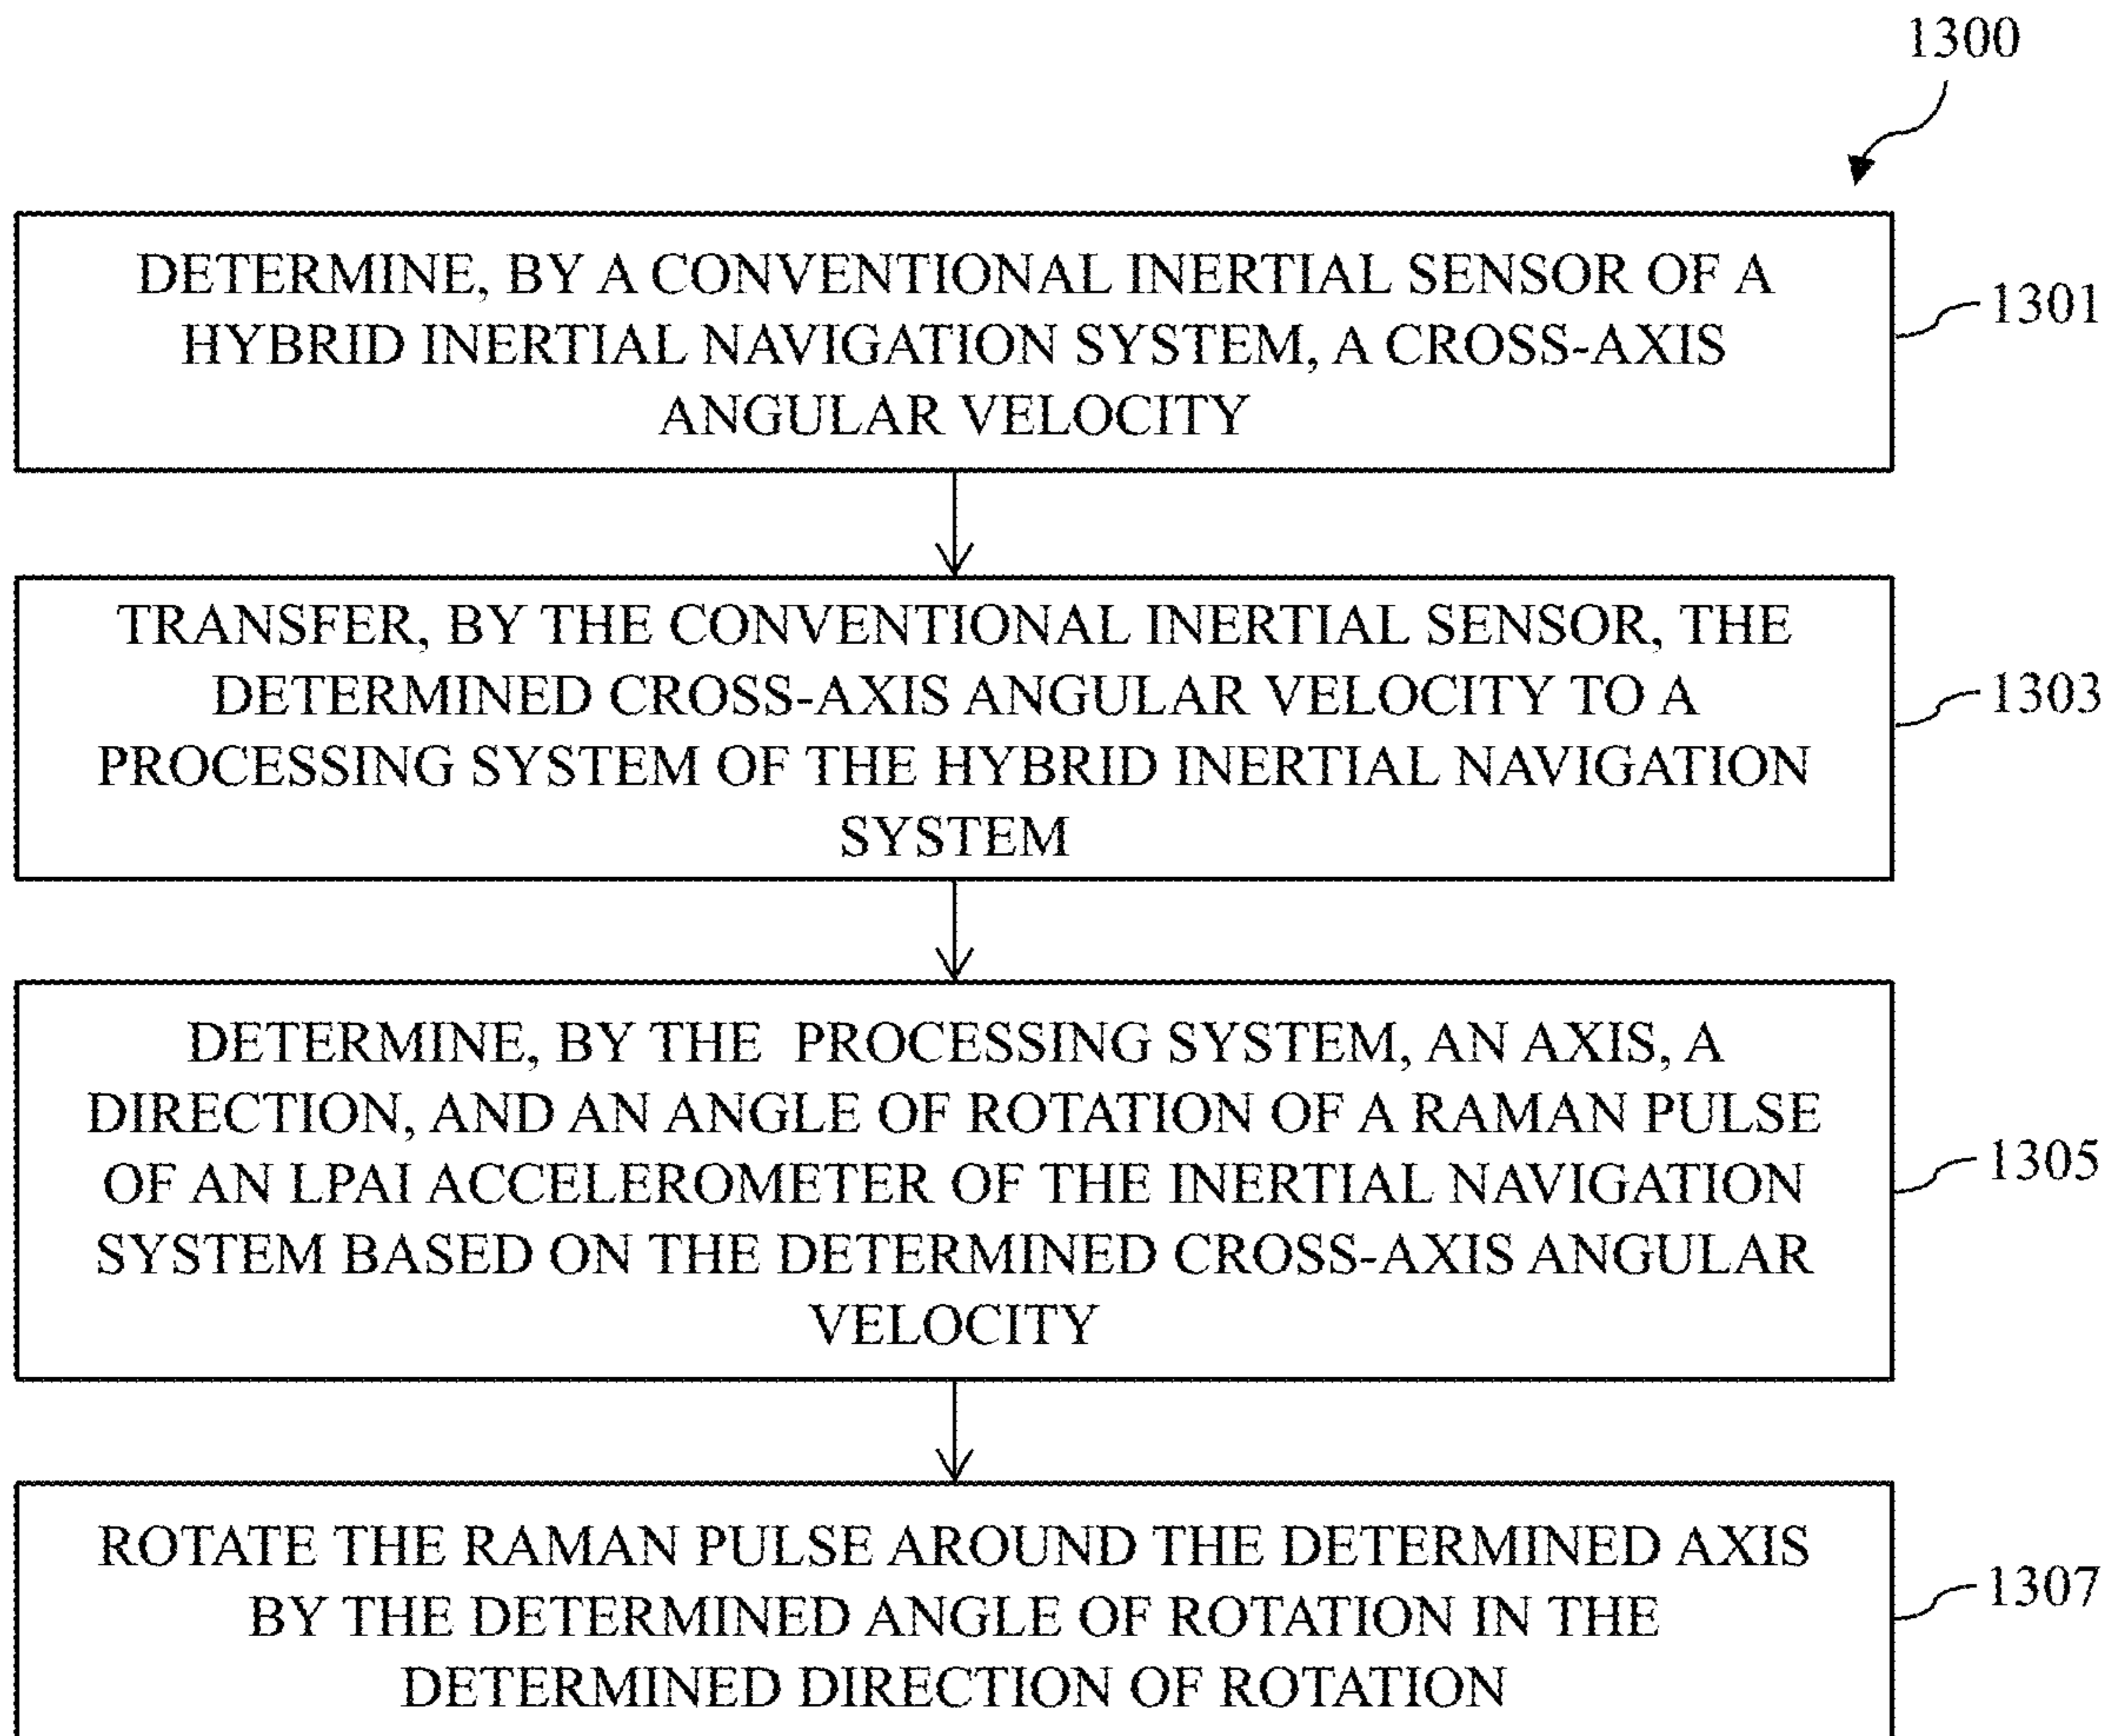 1300
DETERMINE, BY A CONVENTIONAL INERTIAL SENSOR OF A
HYBRID INERTIAL NAVIGATION SYSTEM, A CROSS-AXIS
ANGULAR VELOCITY
1301
TRANSFER, BY THE CONVENTIONAL INERTIAL SENSOR, THE
DETERMINED CROSS-AXIS ANGULAR VELOCITY TO A
PROCESSING SYSTEM OF THE HYBRID INERTIAL NAVIGATION
SYSTEM
1303
DETERMINE, BY THE PROCESSING SYSTEM, AN AXIS, A
DIRECTION, AND AN ANGLE OF ROTATION OF A RAMAN PULSE
OF AN LPAI ACCELEROMETER OF THE INERTIAL NAVIGATION
SYSTEM BASED ON THE DETERMINED CROSS-AXIS ANGULAR
VELOCITY
1305
ROTATE THE RAMAN PULSE AROUND THE DETERMINED AXIS
BY THE DETERMINED ANGLE OF ROTATION IN THE
DETERMINED DIRECTION OF ROTATION
1307